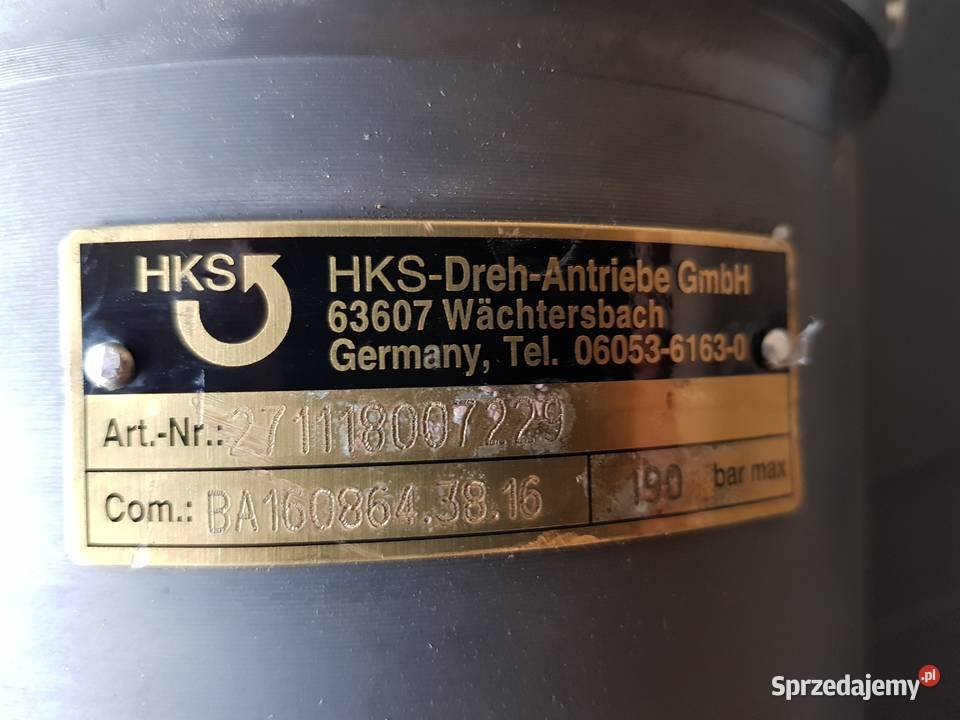 HKS
HKS-Dreh-Antriebe GmbH
63607 Wächtersbach
Germany, Tel. 06053-6163-0
Art.-Nr.: 271118007229
Com.: BA160864.38.16
190 bar max
Sprzedajemy.pl